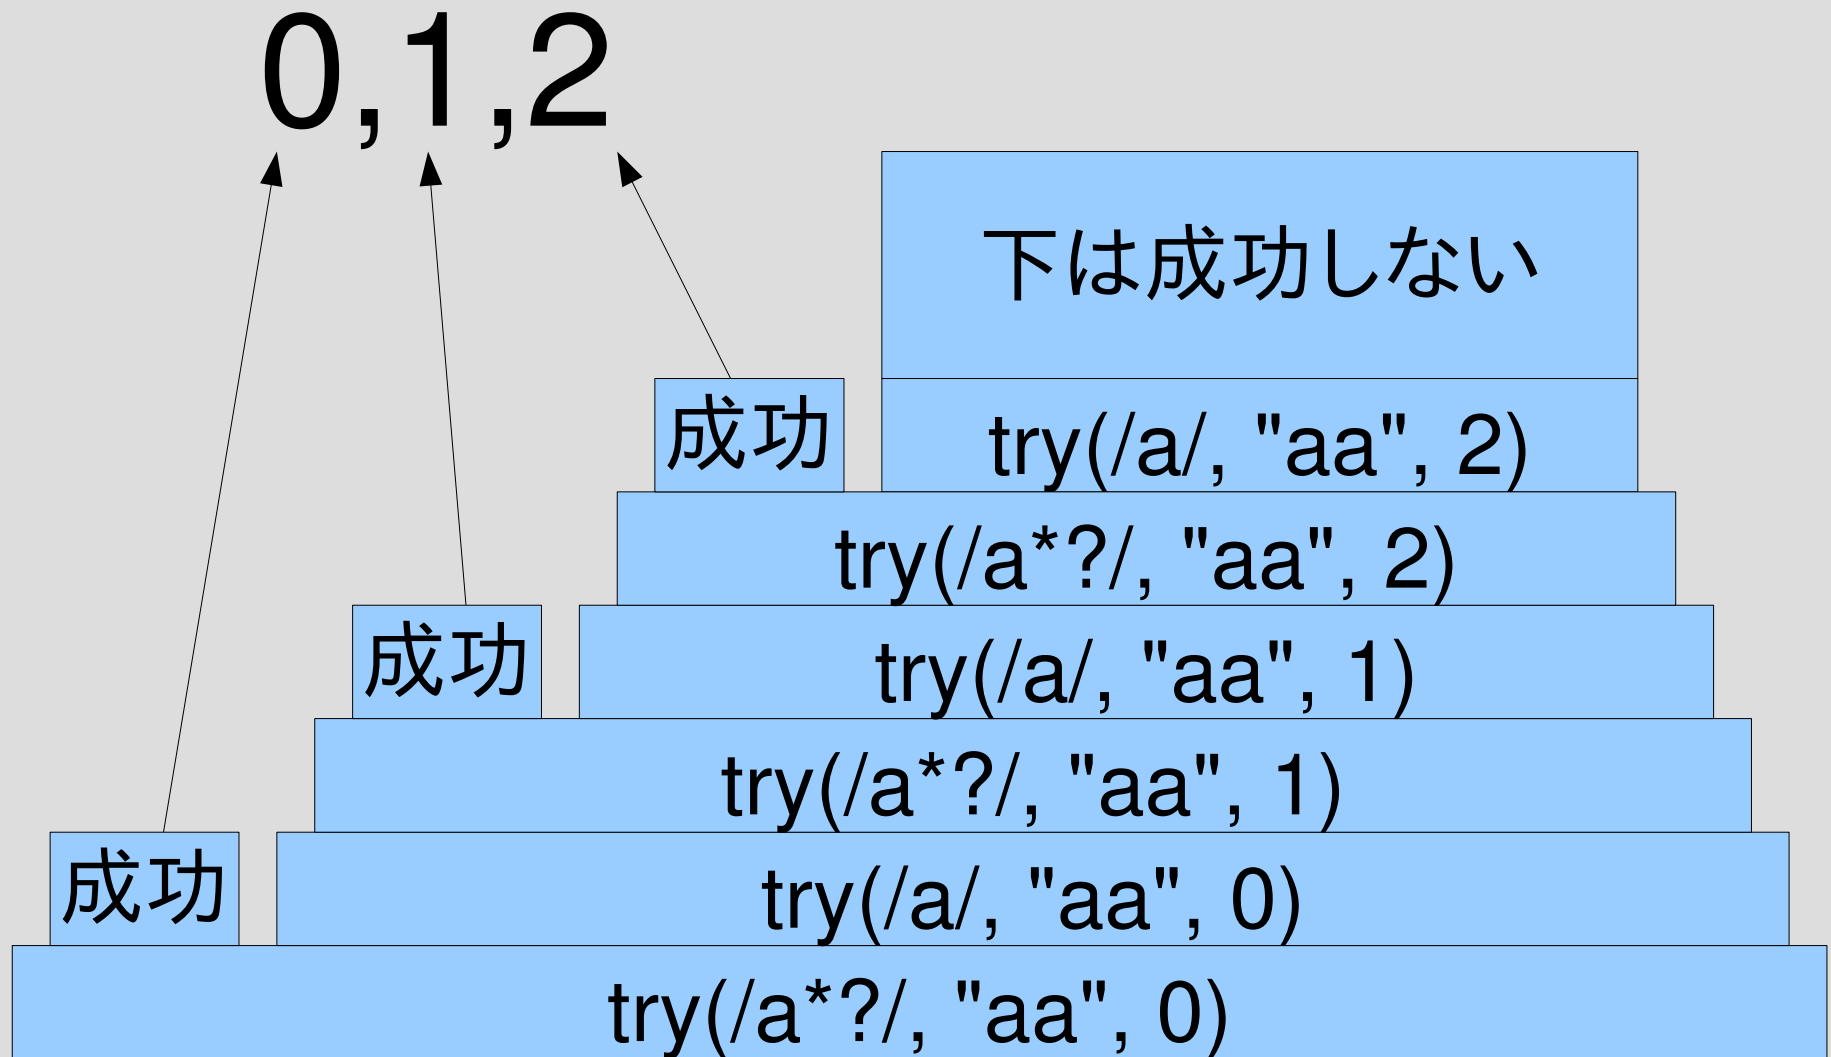 0,1,2
下は成功しない
成功
try(/a/, "aa", 2)
try(/a*?/, "aa", 2)
成功
try(/a/, "aa", 1)
try(/a*?/, "aa", 1)
成功
try(/a/, "aa", 0)
try(/a*?/, "aa", 0)